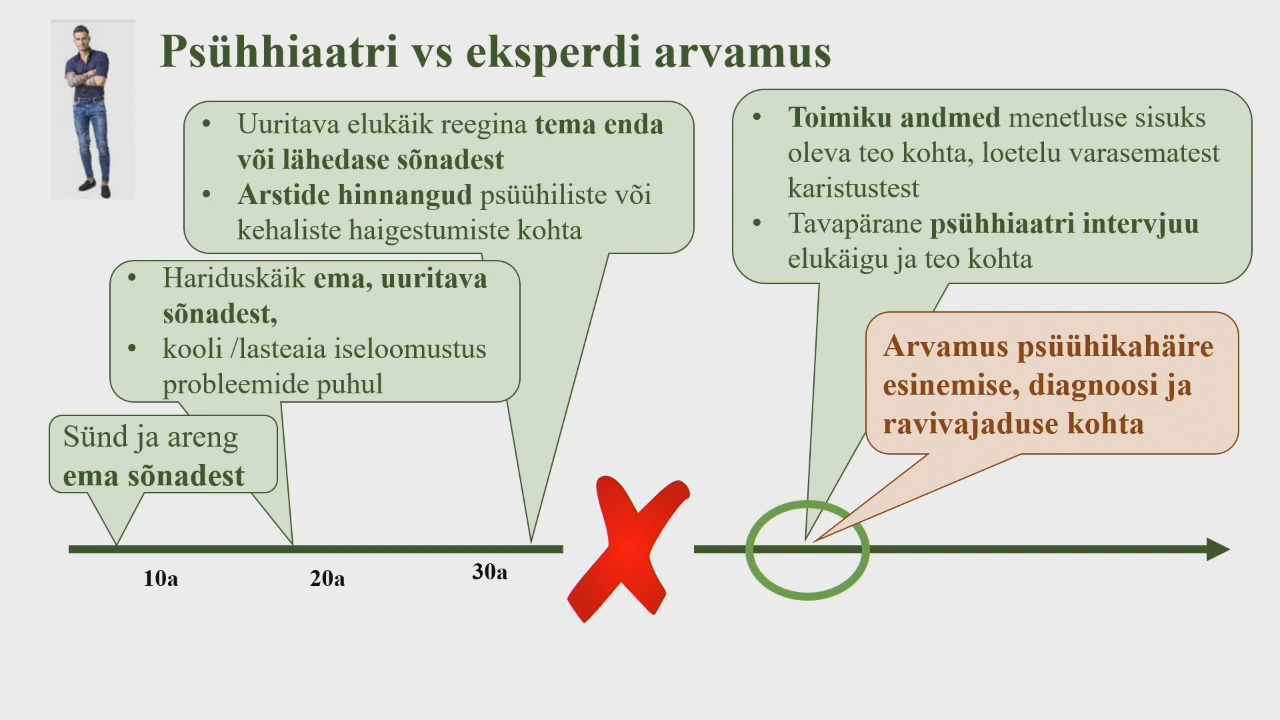 Psühhiaatri vs eksperdi arvamus
• Uuritava elukäik reegina tema enda
või lähedase sõnadest
• Arstide hinnangud psüühiliste või
kehaliste haigestumiste kohta
• Toimiku andmed menetluse sisuks
oleva teo kohta, loetelu varasematest
karistustest
• Tavapärane psühhiaatri intervjuu
elukäigu ja teo kohta
• Hariduskäik ema, uuritava
sõnadest,
• kooli /lasteaia iseloomustus
probleemide puhul
Arvamus psüühikahäire
esinemise, diagnoosi ja
ravivajaduse kohta
Sünd ja areng
ema sõnadest
10a
20a
30a